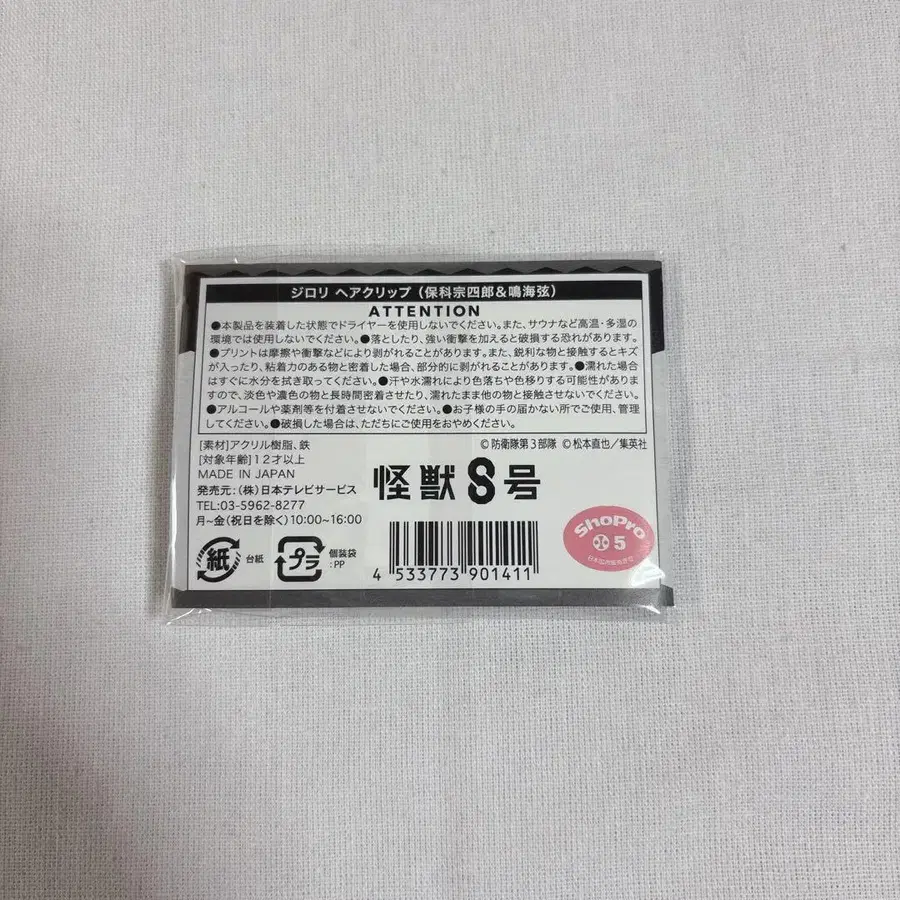 ジロリ ヘアクリップ（保科宗四郎＆鳴海弦）
ATTENTION
●本製品を装着した状態でドライヤーを使用しないでください。また、サウナなど高温・多湿の
環境では使用しないでください。●落としたり、強い衝撃を加えると破損する恐れがあります。
●プリントは摩擦や衝撃などにより剥がれることがあります。また、鋭利な物と接触するとキズ
が入ったり、粘着力のある物と密着した場合、部分的に剥がれることがあります。●濡れた場合
はすぐに水分を拭き取ってください。●汗や水濡れにより色落ちや色移りする可能性がありま
すので、淡色や濃色の物と長時間密着させたり、濡れたまま他の物と接触させないでください。
●アルコールや薬剤等を付着させないでください。●お子様の手の届かない所でご使用、管理
してください。●破損した場合は、ただちにご使用をおやめください。
[素材]アクリル樹脂、鉄
[対象年齢]12才以上
MADE IN JAPAN
発売元：（株）日本テレビサービス
TEL:03-5962-8277
月~金（祝日を除く）10:00~16:00
©防衛隊第3部隊 ©松本直也／集英社
怪獣8号
紙 台紙
プラ 個装袋
:PP
4 533773 901411
ShoPro
5